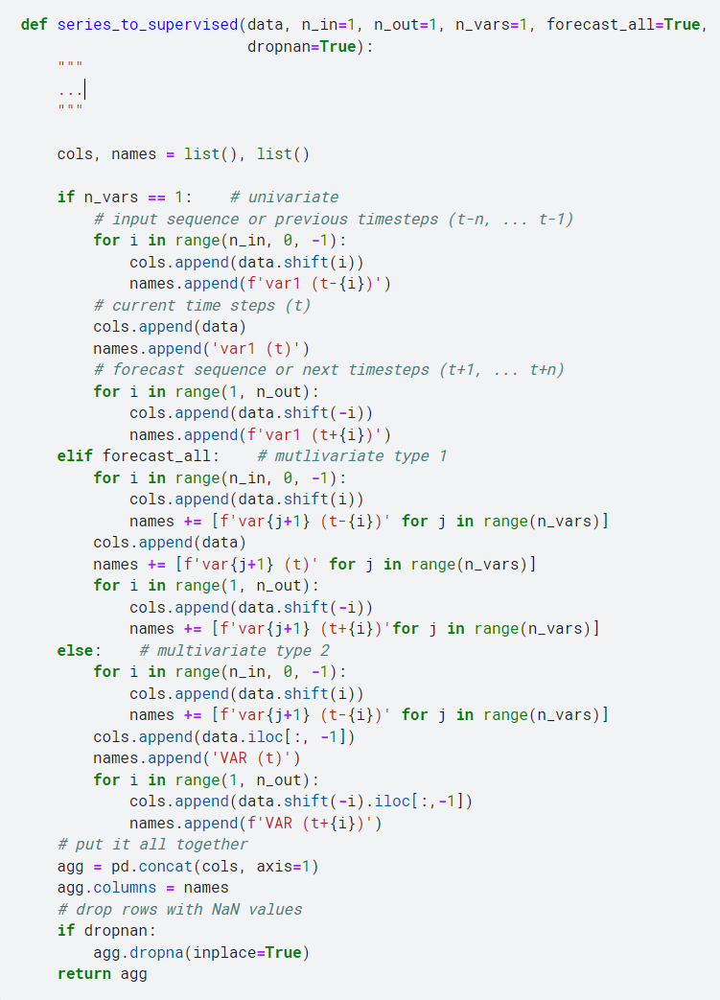 def series_to_supervised(data, n_in=1, n_out=1, n_vars=1, forecast_all=True,
                         dropnan=True):
    """
    ...
    """

    cols, names = list(), list()

    if n_vars == 1:    # univariate
        # input sequence or previous timesteps (t-n, ... t-1)
        for i in range(n_in, 0, -1):
            cols.append(data.shift(i))
            names.append(f'var1 (t-{i})')
        # current time steps (t)
        cols.append(data)
        names.append('var1 (t)')
        # forecast sequence or next timesteps (t+1, ... t+n)
        for i in range(1, n_out):
            cols.append(data.shift(-i))
            names.append(f'var1 (t+{i})')
    elif forecast_all:    # mutlivariate type 1
        for i in range(n_in, 0, -1):
            cols.append(data.shift(i))
            names += [f'var{j+1} (t-{i})' for j in range(n_vars)]
        cols.append(data)
        names += [f'var{j+1} (t)' for j in range(n_vars)]
        for i in range(1, n_out):
            cols.append(data.shift(-i))
            names += [f'var{j+1} (t+{i})'for j in range(n_vars)]
    else:    # multivariate type 2
        for i in range(n_in, 0, -1):
            cols.append(data.shift(i))
            names += [f'var{j+1} (t-{i})' for j in range(n_vars)]
        cols.append(data.iloc[:, -1])
        names.append('VAR (t)')
        for i in range(1, n_out):
            cols.append(data.shift(-i).iloc[:,-1])
            names.append(f'VAR (t+{i})')
    # put it all together
    agg = pd.concat(cols, axis=1)
    agg.columns = names
    # drop rows with NaN values
    if dropnan:
        agg.dropna(inplace=True)
    return agg